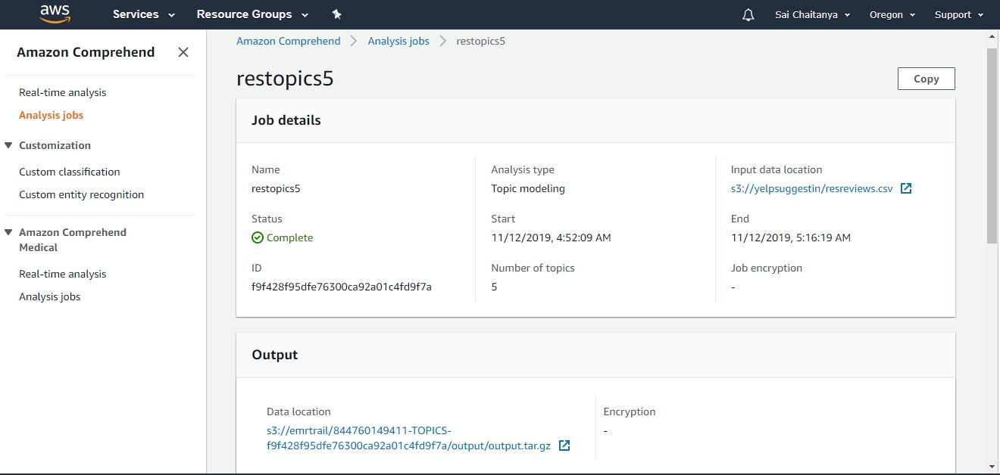 aws Services Resource Groups Sai Chaitanya Oregon Support
Amazon Comprehend
Real-time analysis
Analysis jobs
Customization
Custom classification
Custom entity recognition
Amazon Comprehend
Medical
Real-time analysis
Analysis jobs
Amazon Comprehend Analysis jobs restopics5
restopics5 Copy
Job details
Name Analysis type Input data location
restopics5 Topic modeling s3://yelpsuggestin/resreviews.csv
Status Start End
Complete 11/12/2019, 4:52:09 AM 11/12/2019, 5:16:19 AM
ID Number of topics Job encryption
f9f428f95dfe76300ca92a01c4fd9f7a 5 -
Output
Data location Encryption
s3://emrtrail/844760149411-TOPICS- -
f9f428f95dfe76300ca92a01c4fd9f7a/output/output.tar.gz